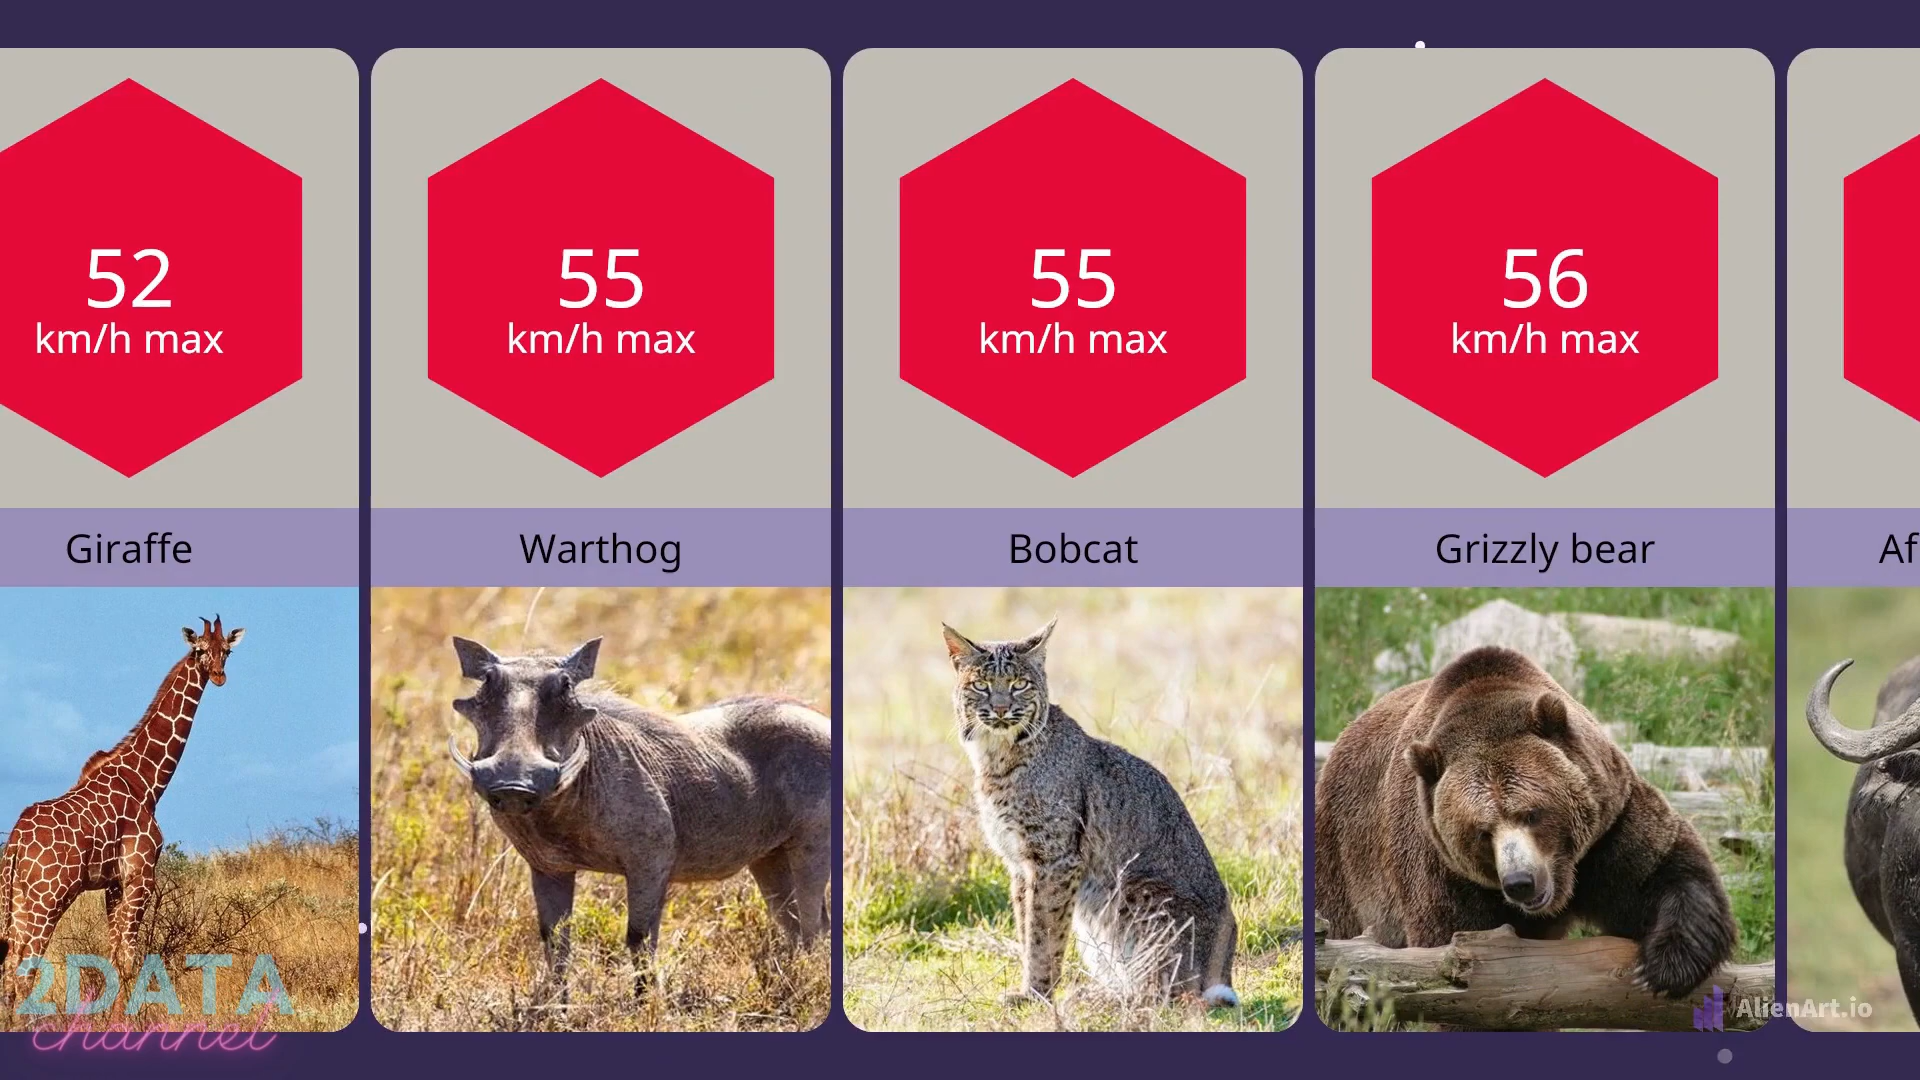 52
km/h max
Giraffe
55
km/h max
Warthog
55
km/h max
Bobcat
56
km/h max
Grizzly bear
Af
2DATA
channel
AlienArt.io